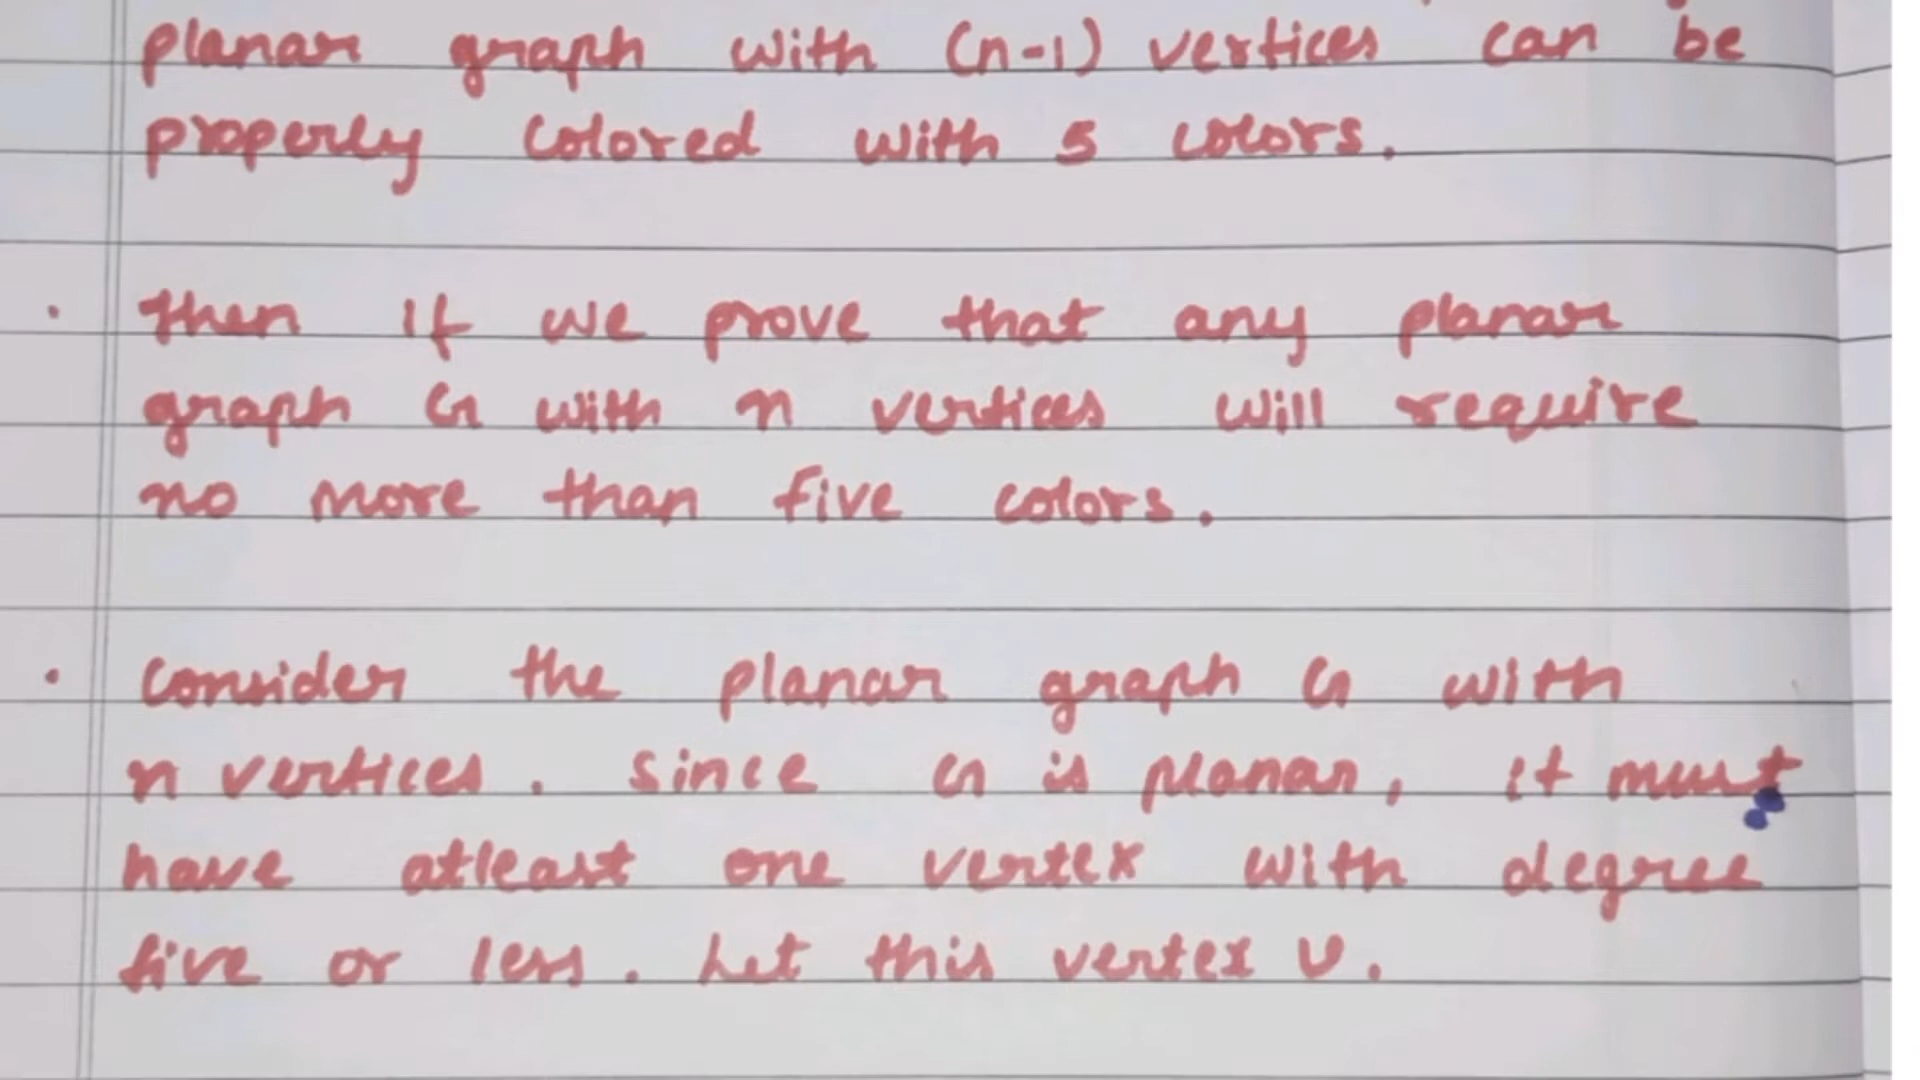 planar graph with (n-1) vertices can be
properly colored with 5 colors.
. then if we prove that any planar
graph G with n vertices will require
no more than five colors.
. Consider the planar graph G with
n vertices. Since G is planar, it must
have atleast one vertex with degree
five or less. Let this vertex v.